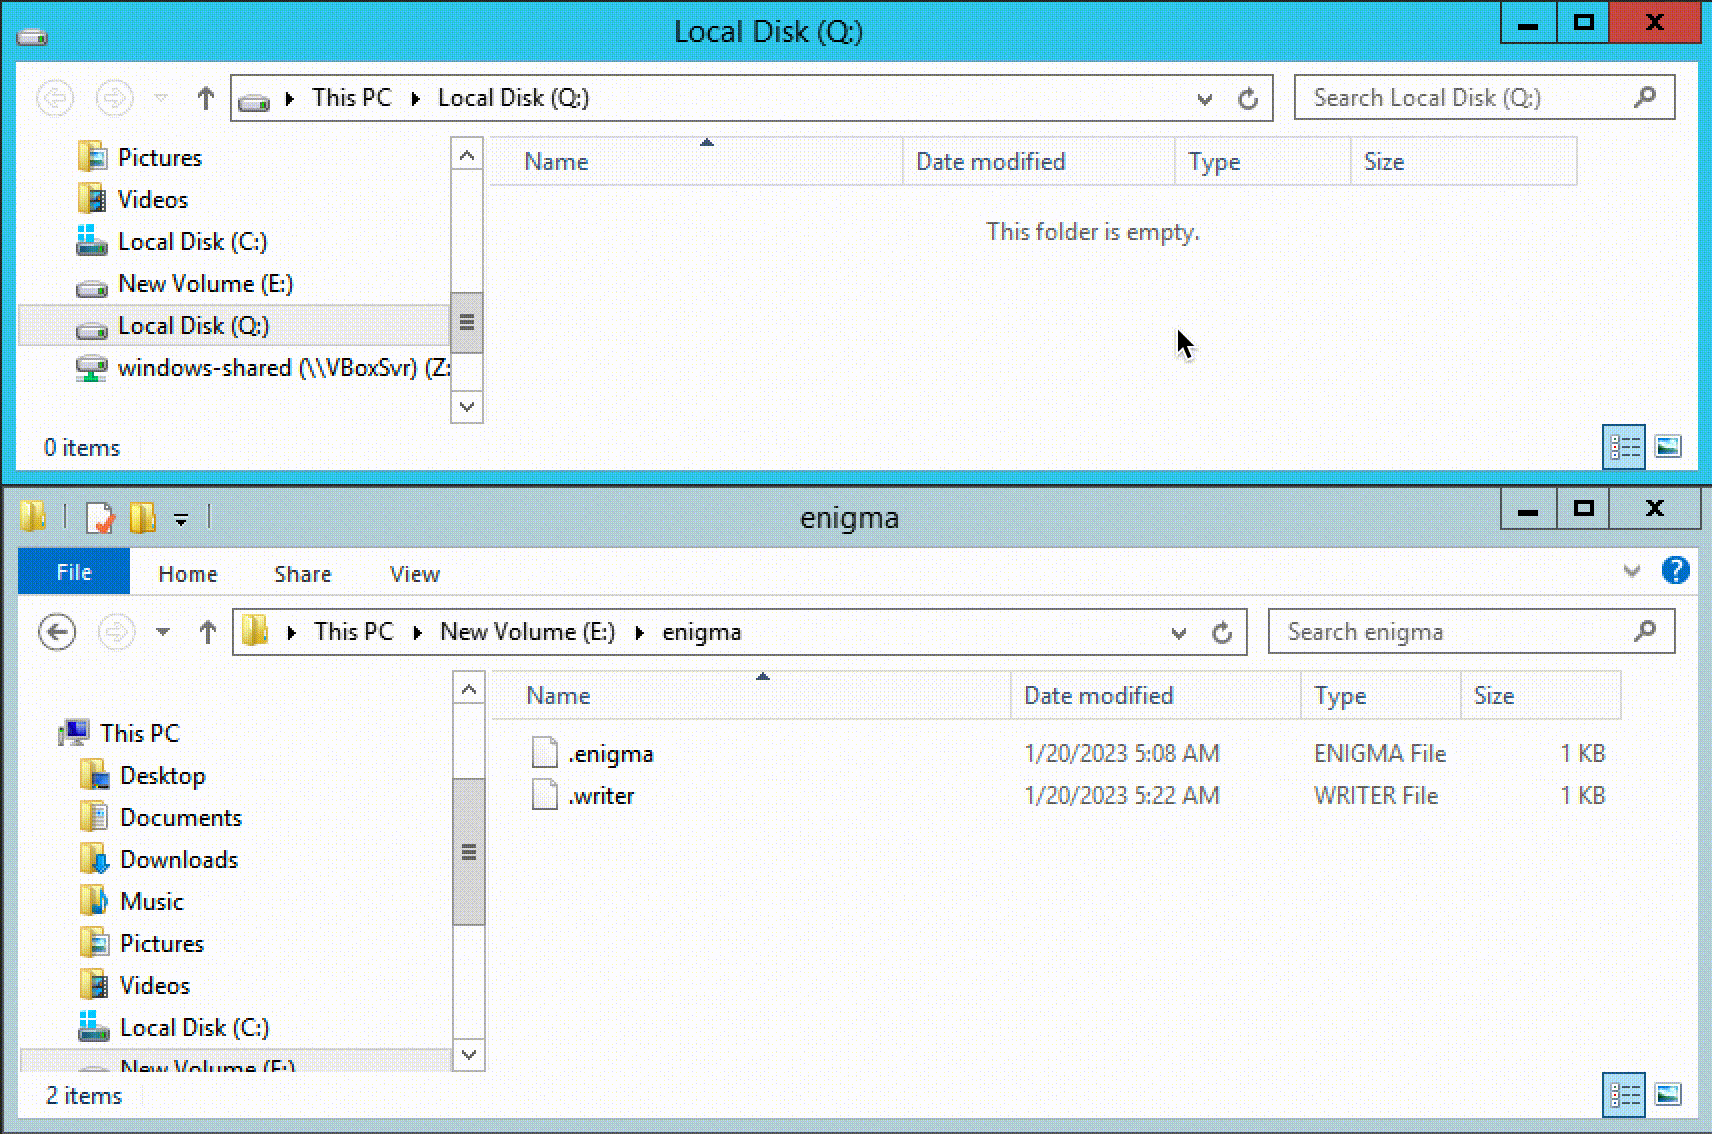 Local Disk (Q:)
This PC Local Disk (Q:)
Search Local Disk (Q:)
Name Date modified Type Size
Pictures
Videos
Local Disk (C:)
New Volume (E:)
Local Disk (Q:)
windows-shared (\\VBoxSvr) (Z:
This folder is empty.
0 items
enigma
File Home Share View
This PC New Volume (E:) enigma
Search enigma
Name Date modified Type Size
This PC
Desktop
Documents
Downloads
Music
Pictures
Videos
Local Disk (C:)
New Volume (E:)
.enigma 1/20/2023 5:08 AM ENIGMA File 1 KB
.writer 1/20/2023 5:22 AM WRITER File 1 KB
2 items